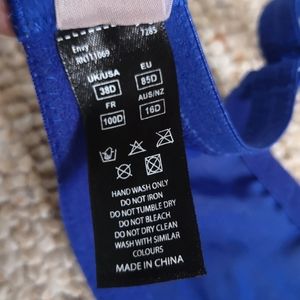 Envy 7285
RN111069
UK/USA EU
38D 85D
FR AUS/NZ
100D 16D
HAND WASH ONLY
DO NOT IRON
DO NOT TUMBLE DRY
DO NOT BLEACH
DO NOT DRY CLEAN
WASH WITH SIMILAR
COLOURS
MADE IN CHINA